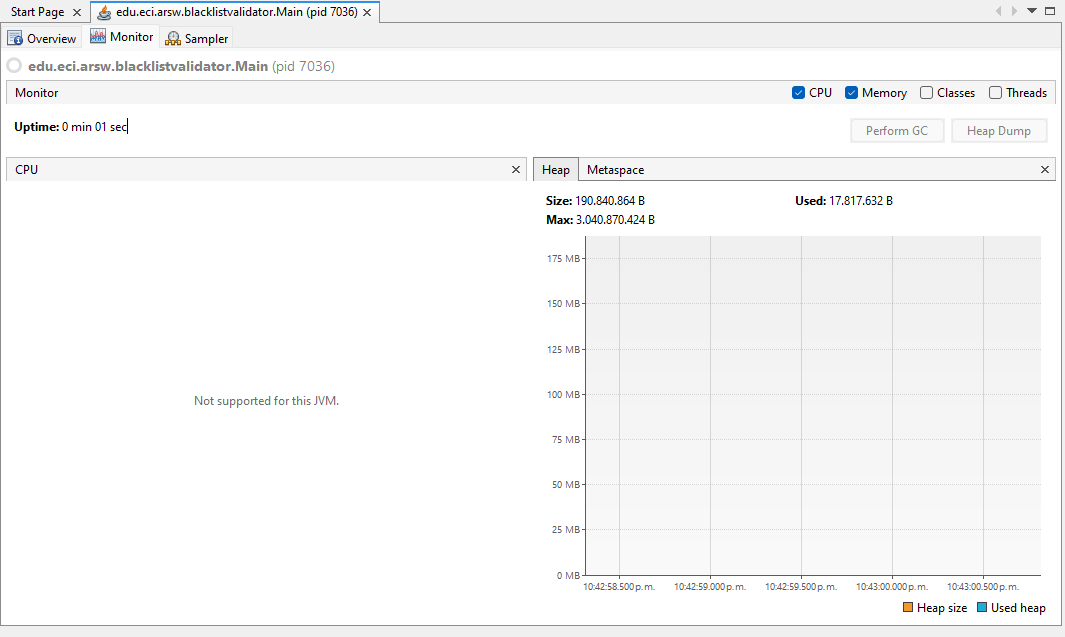 Start Page
edu.eci.arsw.blacklistvalidator.Main (pid 7036)
Overview
Monitor
Sampler
edu.eci.arsw.blacklistvalidator.Main (pid 7036)
Monitor
CPU
Memory
Classes
Threads
Uptime: 0 min 01 sec
Perform GC
Heap Dump
CPU
Not supported for this JVM.
Heap
Metaspace
Size: 190.840.864 B
Used: 17.817.632 B
Max: 3.040.870.424 B
175 MB
150 MB
125 MB
100 MB
75 MB
50 MB
25 MB
0 MB
10:42:58.500 p. m.
10:42:59.000 p. m.
10:42:59.500 p. m.
10:43:00.000 p. m.
10:43:00.500 p. m.
Heap size
Used heap